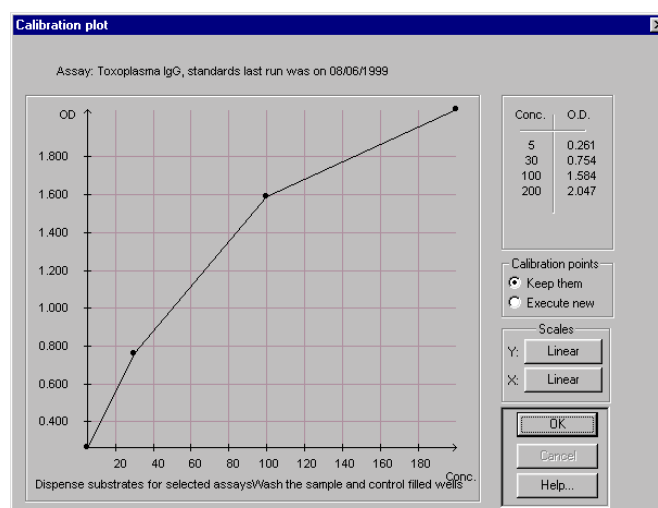 Calibration plot
Assay: Toxoplasma IgG, standards last run was on 08/06/1999
OD
1.800
1.600
1.400
1.200
1.000
0.800
0.600
0.400
20 40 60 80 100 120 140 160 180
Conc.
Dispense substrates for selected assaysWash the sample and control filled wells
Conc. O.D.
5 0.261
30 0.754
100 1.584
200 2.047
Calibration points
Keep them
Execute new
Scales
Y: Linear
X: Linear
OK
Cancel
Help...